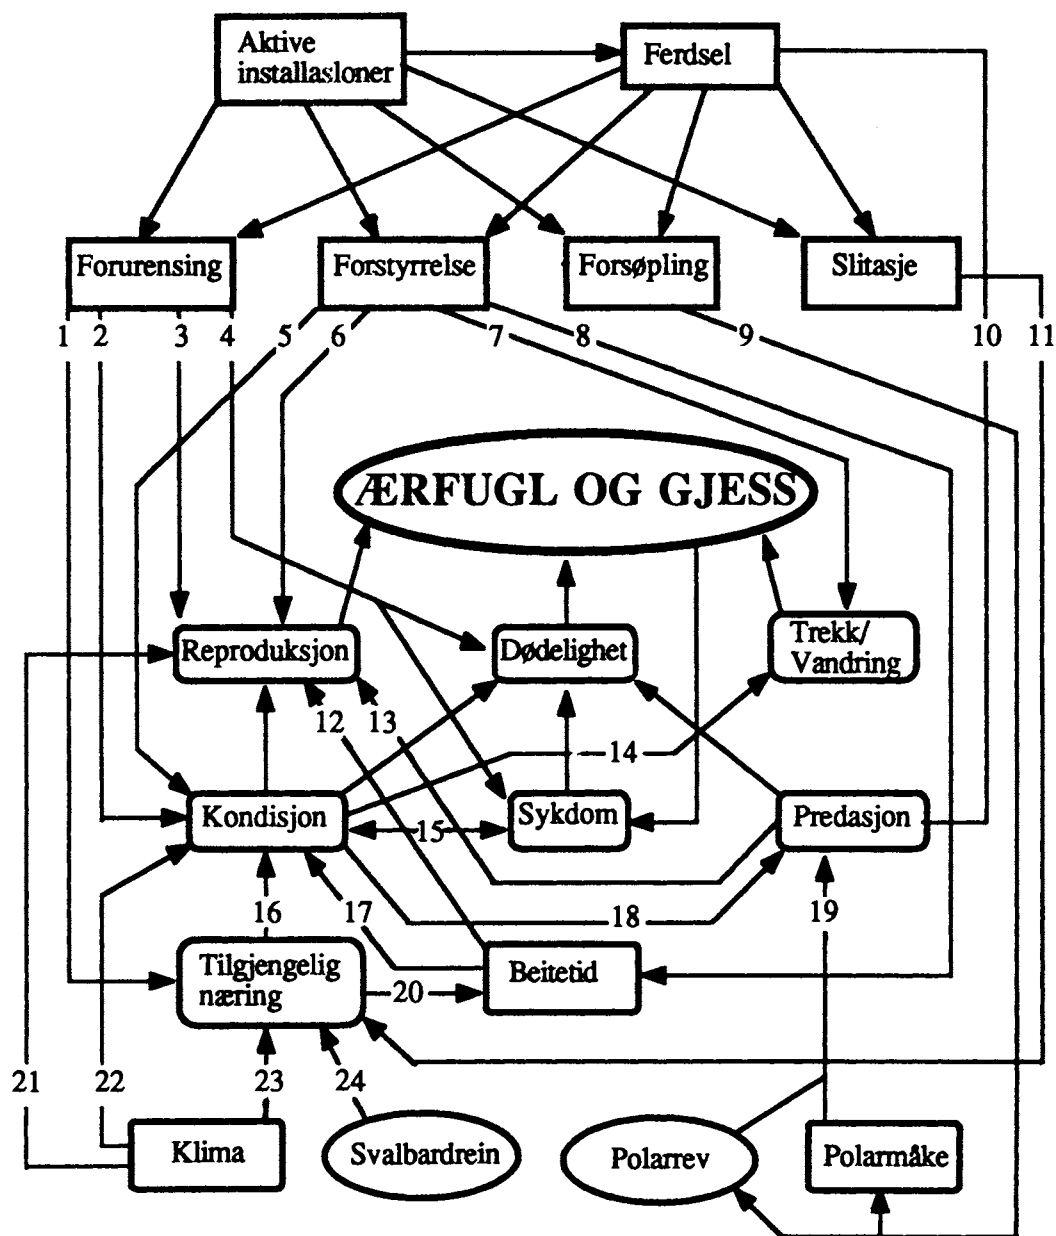 Aktive
installasloner
Ferdsel
Forurensing
Forstyrrelse
Forsøpling
Slitasje
1 2 3 4 5 6 7 8 9 10 11
ÆRFUGL OG GJESS
Reproduksjon
Dødelighet
Trekk/
Vandring
12 13
14
Kondisjon
15
Sykdom
Predasjon
16 17 18 19
Tilgjengelig
næring
20
Beitetid
21 22 23 24
Klima
Svalbardrein
Polarrev
Polarmåke